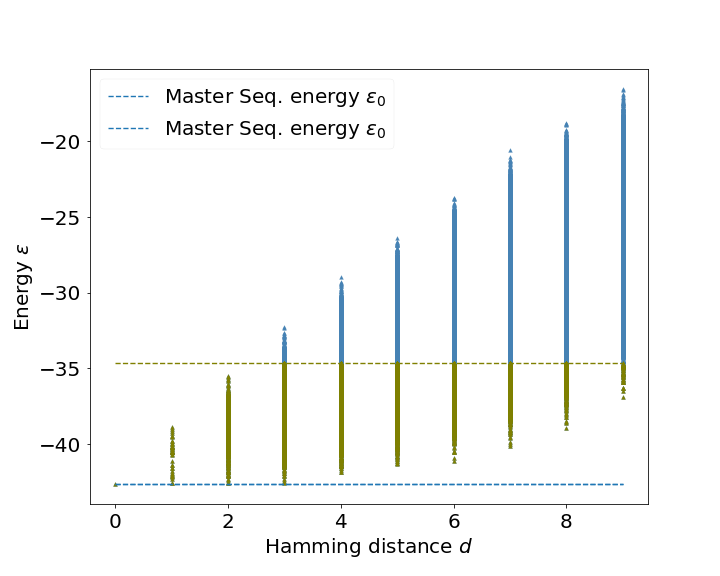 Master Seq. energy ε₀
Master Seq. energy ε₀
−20
−25
−30
−35
−40
Energy ε
0 2 4 6 8
Hamming distance d